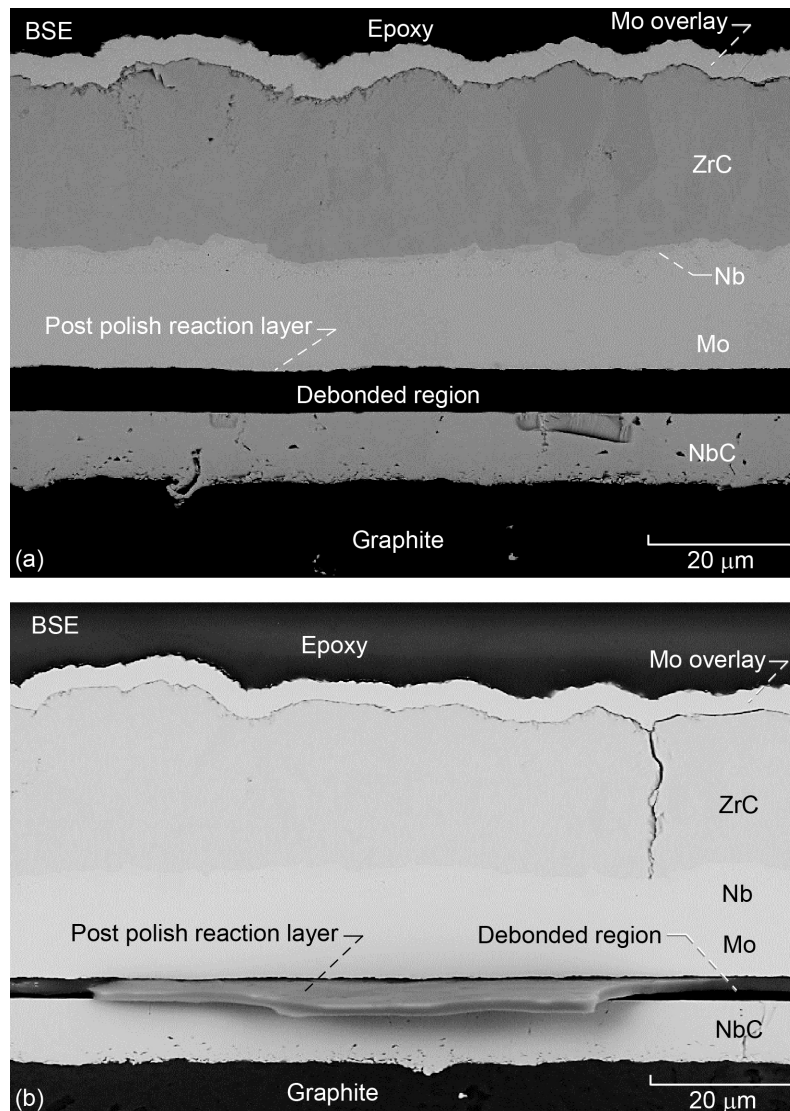 BSE
Epoxy
Mo overlay
ZrC
Nb
Post polish reaction layer
Mo
Debonded region
NbC
Graphite
(a)
20 μm
BSE
Epoxy
Mo overlay
ZrC
Nb
Post polish reaction layer
Debonded region
Mo
NbC
(b)
Graphite
20 μm